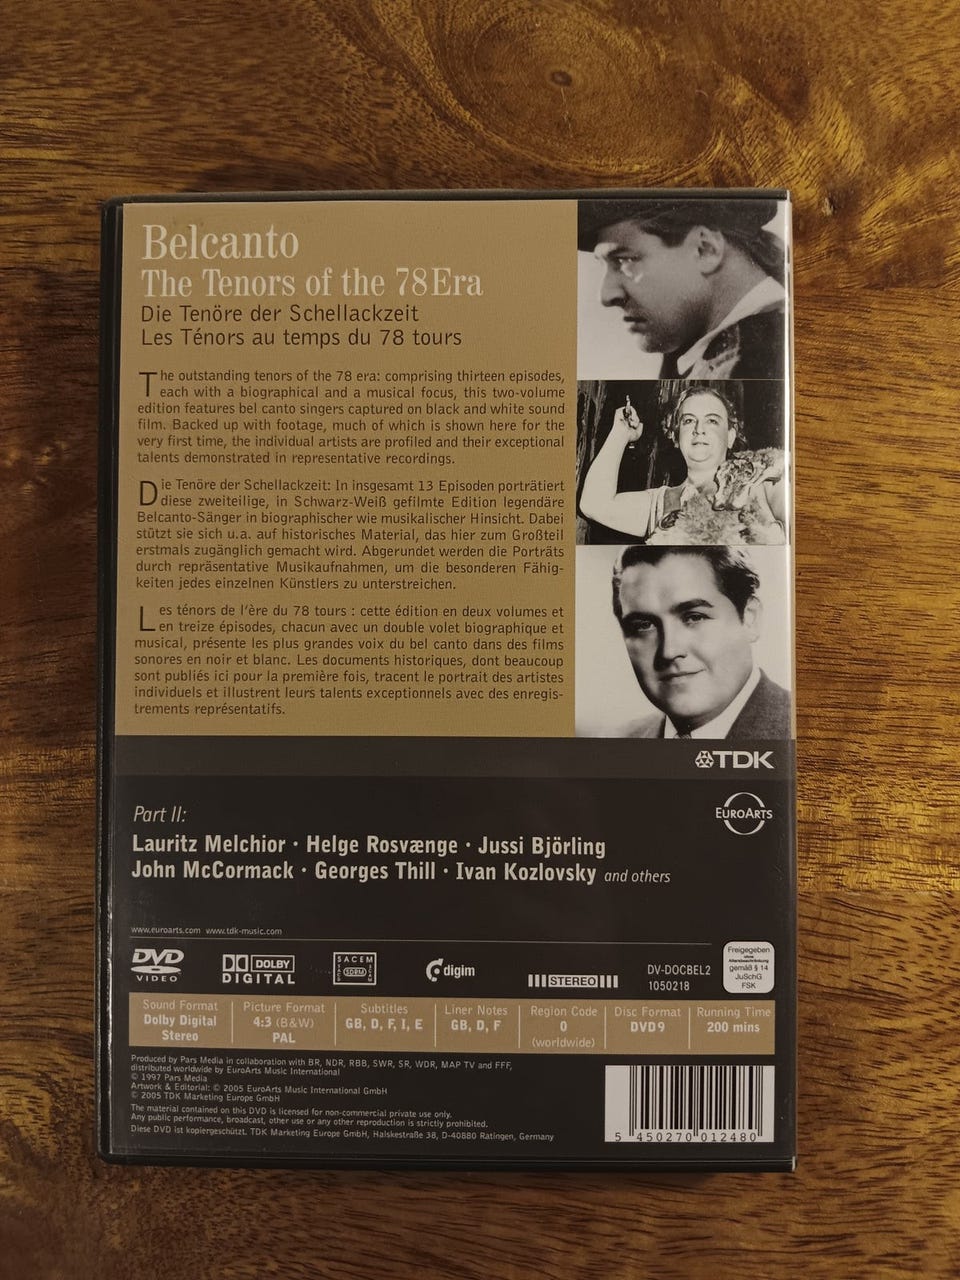 Belcanto
The Tenors of the 78 Era
Die Tenöre der Schellackzeit
Les Ténors au temps du 78 tours
The outstanding tenors of the 78 era: comprising thirteen episodes,
each with a biographical and a musical focus, this two-volume
edition features bel canto singers captured on black and white sound
film. Backed up with footage, much of which is shown here for the
very first time, the individual artists are profiled and their exceptional
talents demonstrated in representative recordings.
Die Tenöre der Schellackzeit: In insgesamt 13 Episoden porträtiert
diese zweiteilige, in Schwarz-Weiß gefilmte Edition legendäre
Belcanto-Sänger in biographischer wie musikalischer Hinsicht. Dabei
stützt sie sich u.a. auf historisches Material, das hier zum Großteil
erstmals zugänglich gemacht wird. Abgerundet werden die Porträts
durch repräsentative Musikaufnahmen, um die besonderen Fähig-
keiten jedes einzelnen Künstlers zu unterstreichen.
Les ténors de l'ère du 78 tours : cette édition en deux volumes et
en treize épisodes, chacun avec un double volet biographique et
musical, présente les plus grandes voix du bel canto dans des films
sonores en noir et blanc. Les documents historiques, dont beaucoup
sont publiés ici pour la première fois, tracent le portrait des artistes
individuels et illustrent leurs talents exceptionnels avec des enregis-
trements représentatifs.
TDK
EUROARTS
Part II:
Lauritz Melchior · Helge Rosvænge · Jussi Björling
John McCormack · Georges Thill · Ivan Kozlovsky and others
www.euroarts.com www.tdk-music.com
DVD VIDEO
DOLBY DIGITAL
SACEM
digim
STEREO
DV-DOCBEL2
1050218
Freigegeben
ohne
Altersbeschränkung
gemäß § 14
JuSchG
FSK
Sound Format
Dolby Digital
Stereo
Picture Format
4:3 (B&W)
PAL
Subtitles
GB, D, F, I, E
Liner Notes
GB, D, F
Region Code
0
(worldwide)
Disc Format
DVD 9
Running Time
200 mins
Produced by Pars Media in collaboration with BR, NDR, RBB, SWR, SR, WDR, MAP TV and FFF,
distributed worldwide by EuroArts Music International
© 1997 Pars Media
Artwork & Editorial: © 2005 EuroArts Music International GmbH
© 2005 TDK Marketing Europe GmbH
The material contained on this DVD is licensed for non-commercial private use only.
Any public performance, broadcast, other use or any other reproduction is strictly prohibited.
Diese DVD ist kopiergeschützt. TDK Marketing Europe GmbH, Halskestraße 38, D-40880 Ratingen, Germany
5 450270 012480